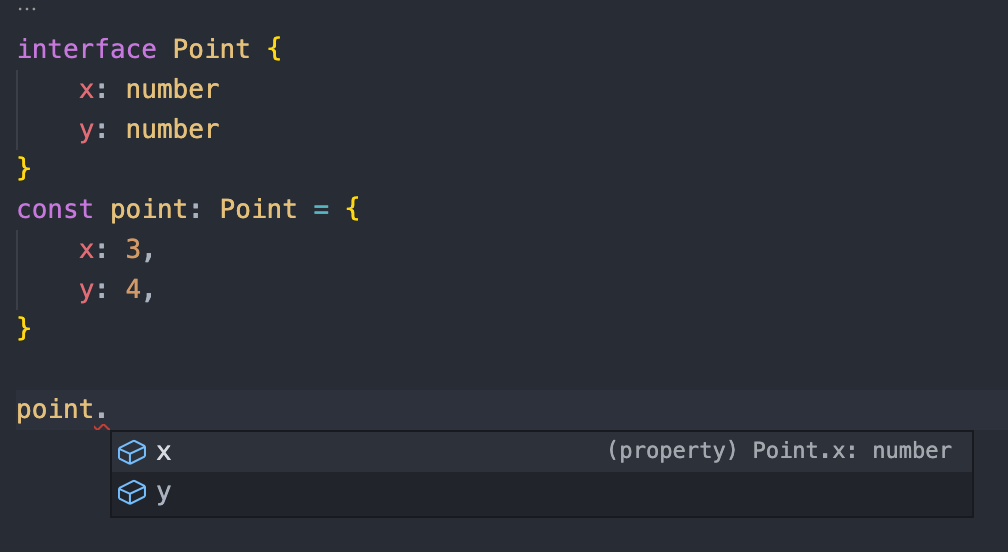 ...
interface Point {
    x: number
    y: number
}
const point: Point = {
    x: 3,
    y: 4,
}

point.
x (property) Point.x: number
y